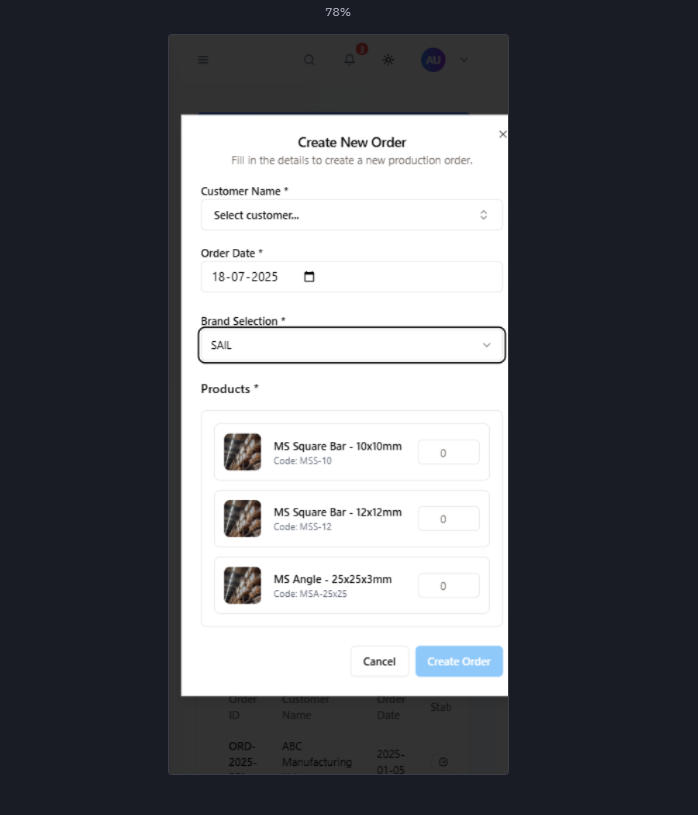 78%
3
AU
Create New Order
Fill in the details to create a new production order.
Customer Name *
Select customer...
Order Date *
18-07-2025
Brand Selection *
SAIL
Products *
MS Square Bar - 10x10mm
0
Code: MSS-10
MS Square Bar - 12x12mm
0
Code: MSS-12
MS Angle - 25x25x3mm
0
Code: MSA-25x25
Cancel
Create Order
Order
ID
Customer
Name
Order
Date
Stab
ORD-
2025-
ABC
Manufacturing
2025-
01-05